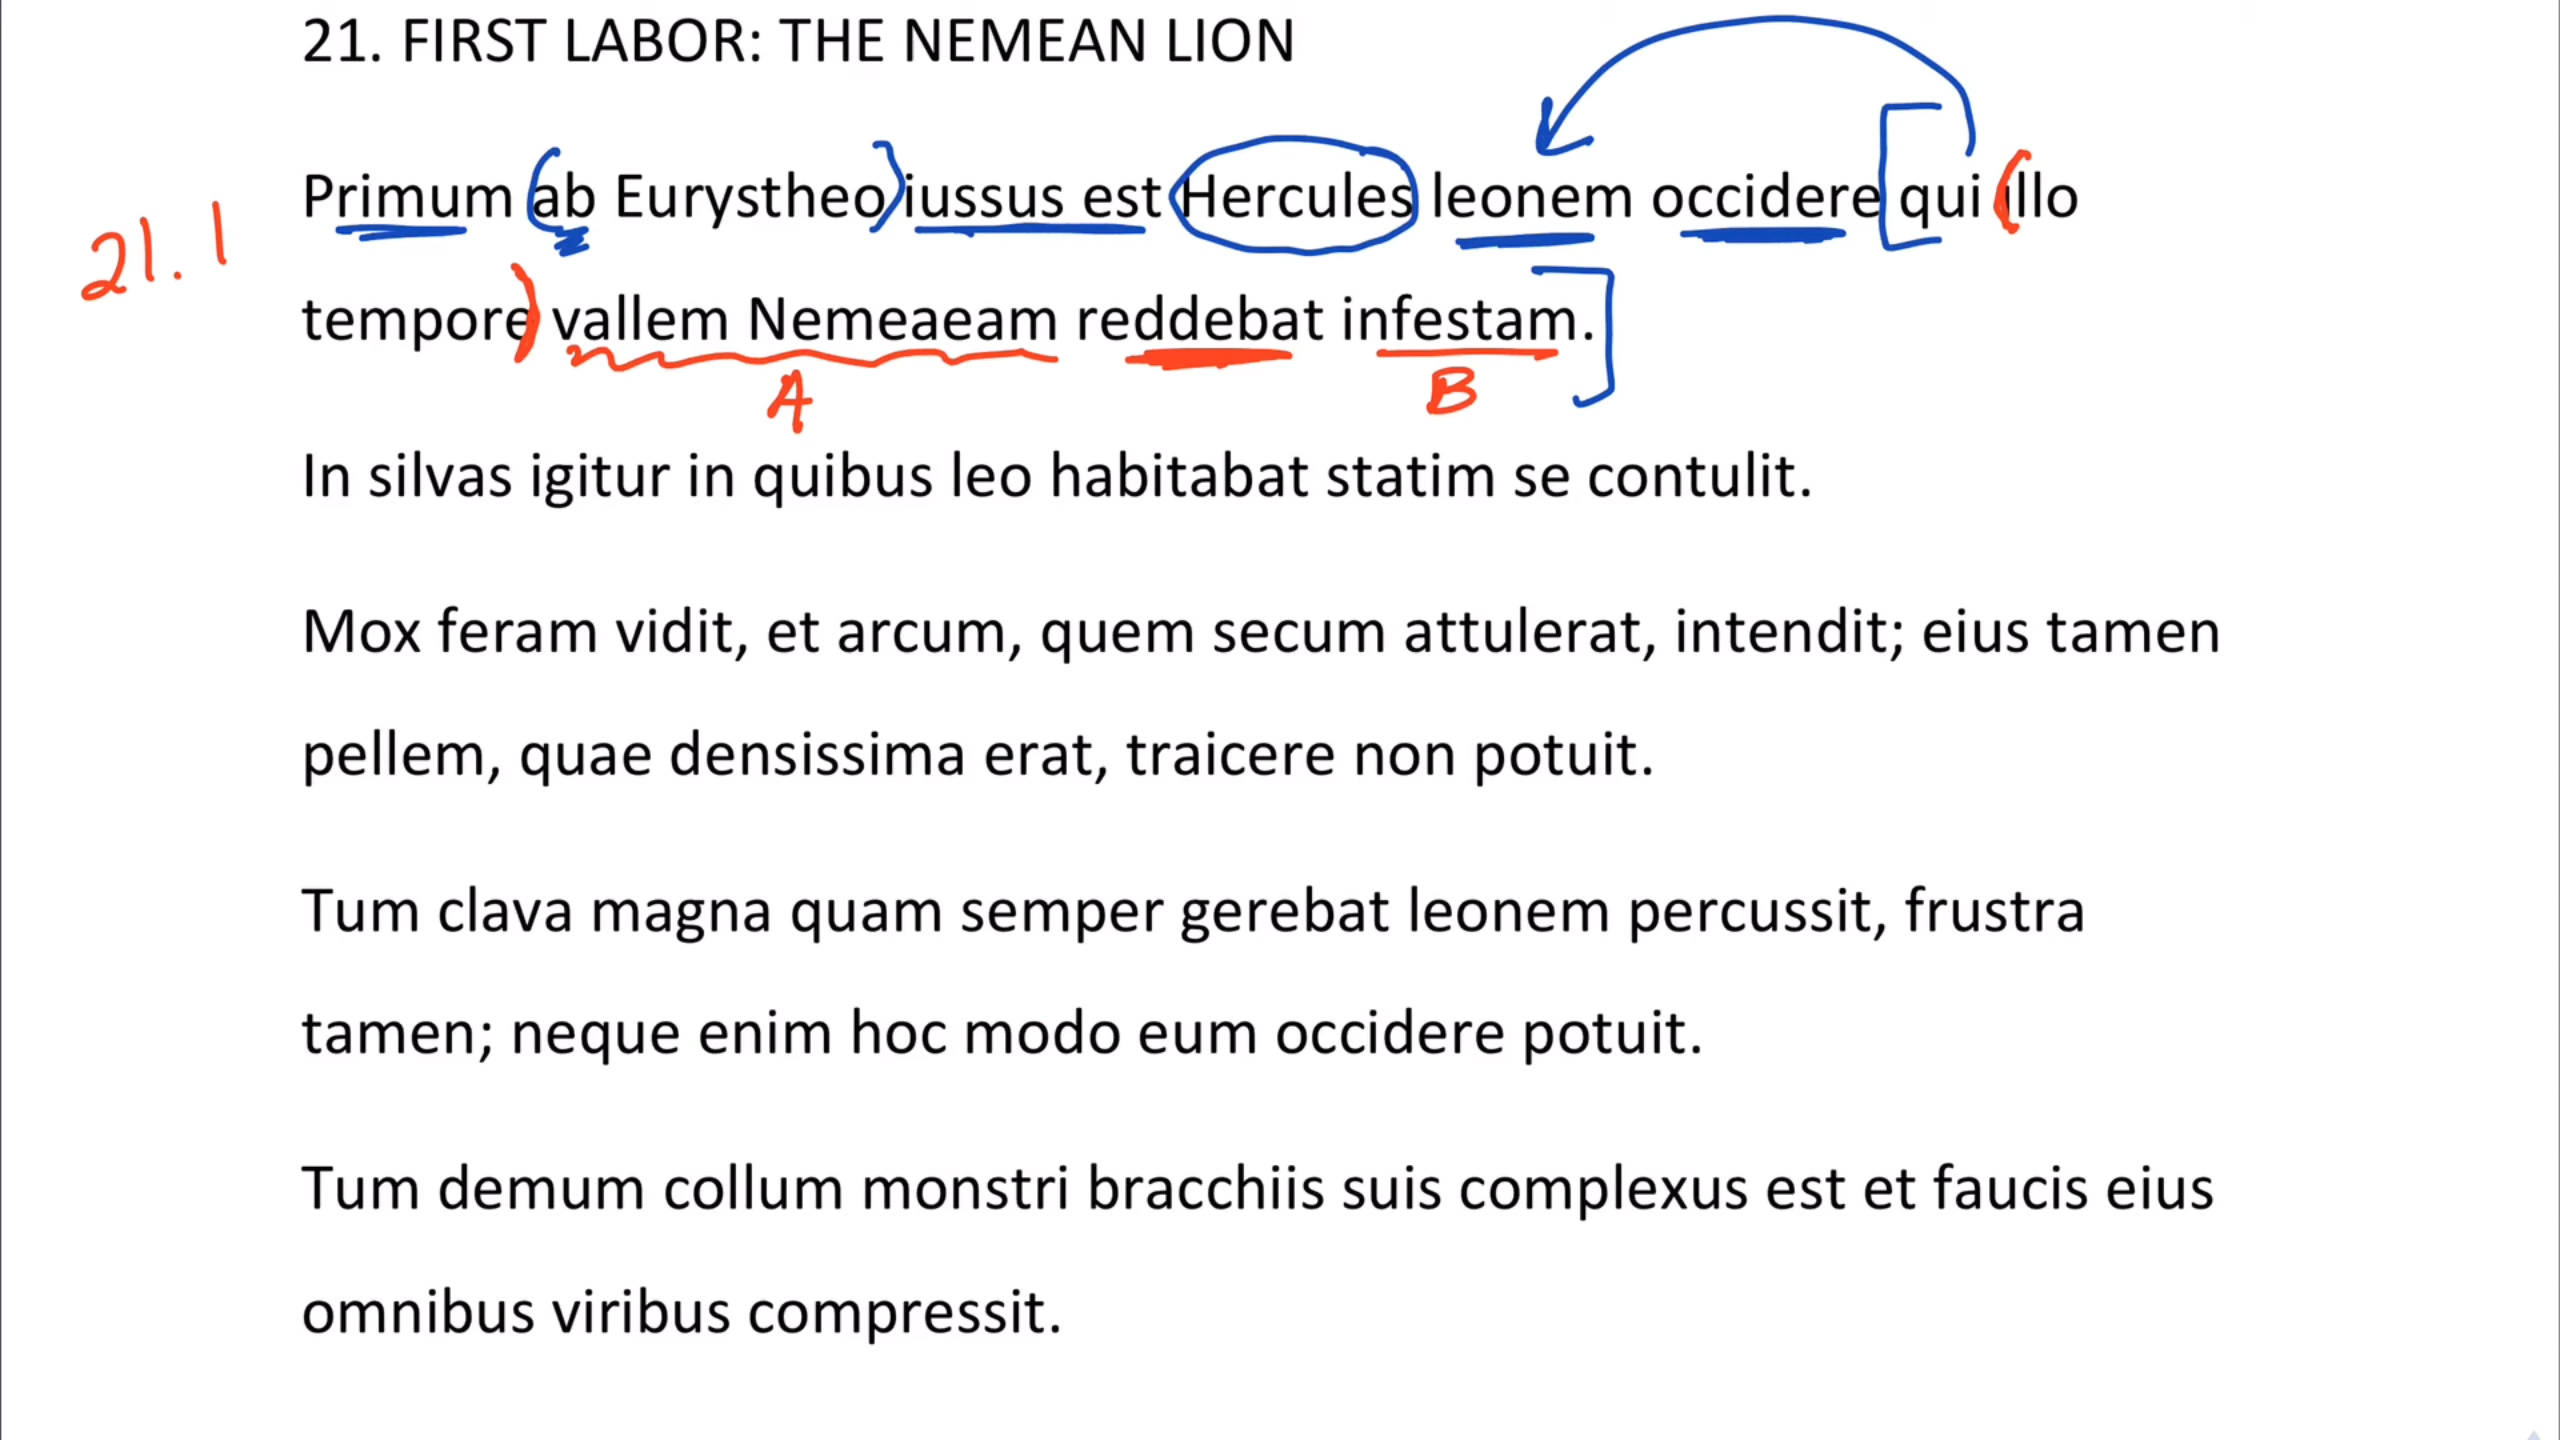 21. FIRST LABOR: THE NEMEAN LION
Primum ab Eurystheo iussus est Hercules leonem occidere qui illo
21.1
tempore vallem Nemeaeam reddebat infestam.
A B
In silvas igitur in quibus leo habitabat statim se contulit.
Mox feram vidit, et arcum, quem secum attulerat, intendit; eius tamen
pellem, quae densissima erat, traicere non potuit.
Tum clava magna quam semper gerebat leonem percussit, frustra
tamen; neque enim hoc modo eum occidere potuit.
Tum demum collum monstri bracchiis suis complexus est et faucis eius
omnibus viribus compressit.